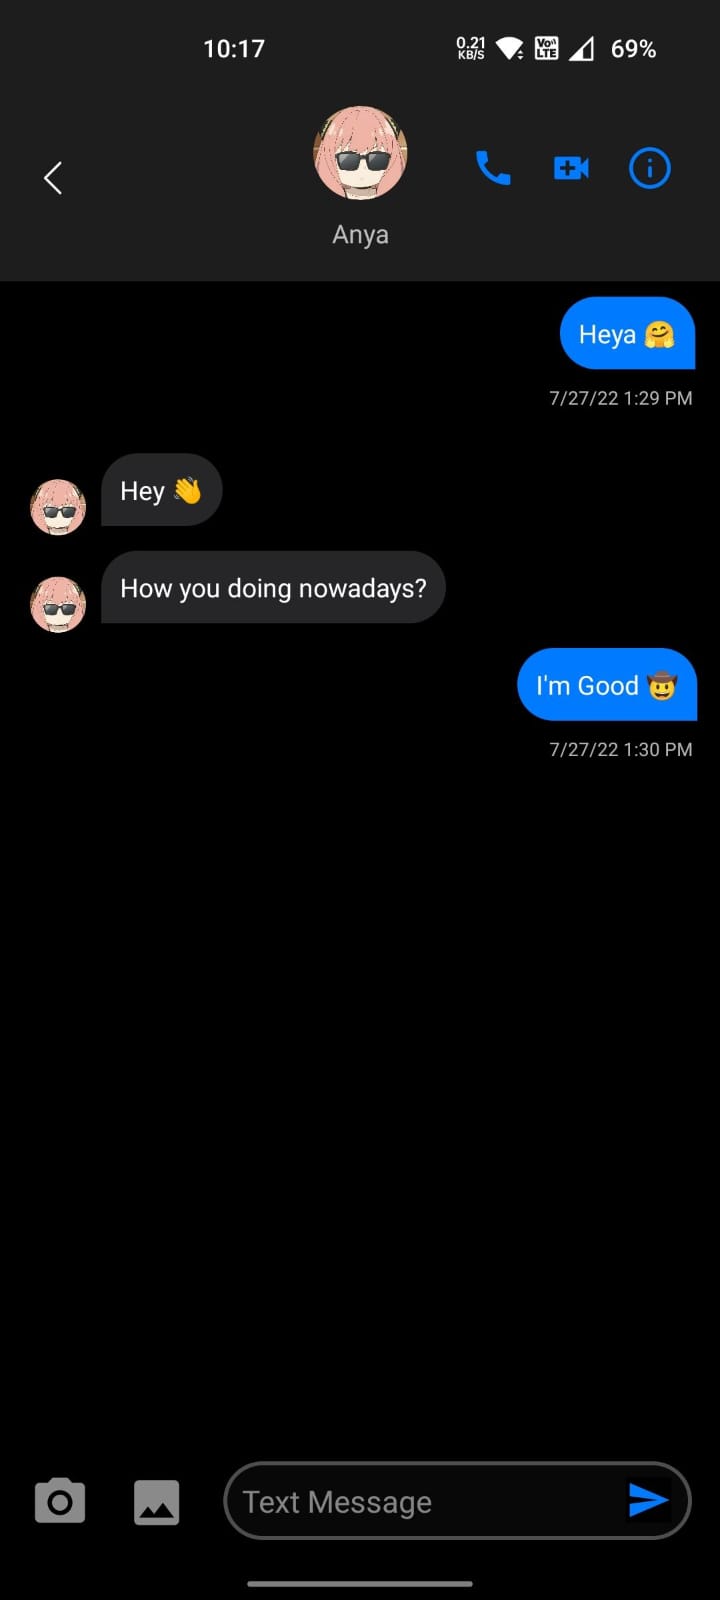 10:17
0.21
KB/S
Vo))
LTE
69%
Anya
Heya 🤗
7/27/22 1:29 PM
Hey 👋
How you doing nowadays?
I'm Good 🤠
7/27/22 1:30 PM
Text Message